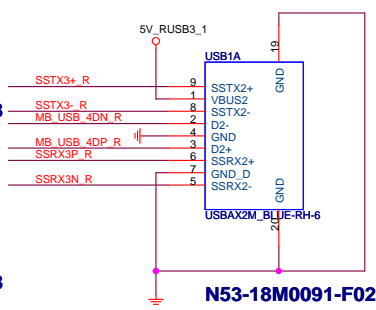 5V_RUSB3_1
USB1A
19
GND
SSTX3+_R
9
SSTX2+
1
VBUS2
SSTX3-_R
8
SSTX2-
MB_USB_4DN_R
2
D2-
4
GND
MB_USB_4DP_R
3
D2+
SSRX3P_R
6
SSRX2+
7
GND_D
SSRX3N_R
5
SSRX2-
GND
20
USBAX2M_BLUE-RH-6
N53-18M0091-F02